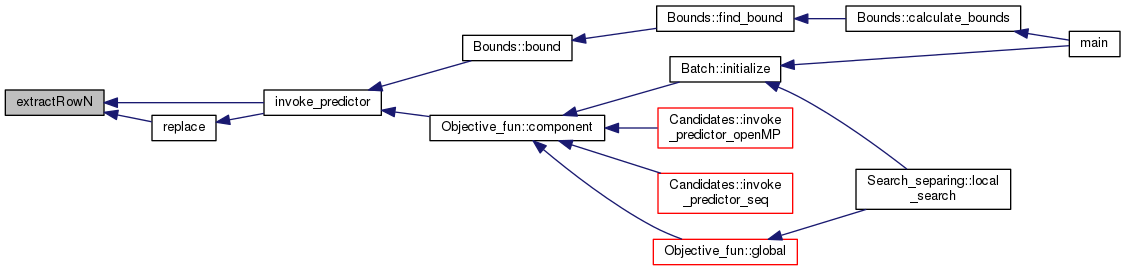 extractRowN
replace
invoke_predictor
Bounds::bound
Objective_fun::component
Bounds::find_bound
Batch::initialize
Candidates::invoke
_predictor_openMP
Candidates::invoke
_predictor_seq
Objective_fun::global
Bounds::calculate_bounds
Search_separing::local
_search
main